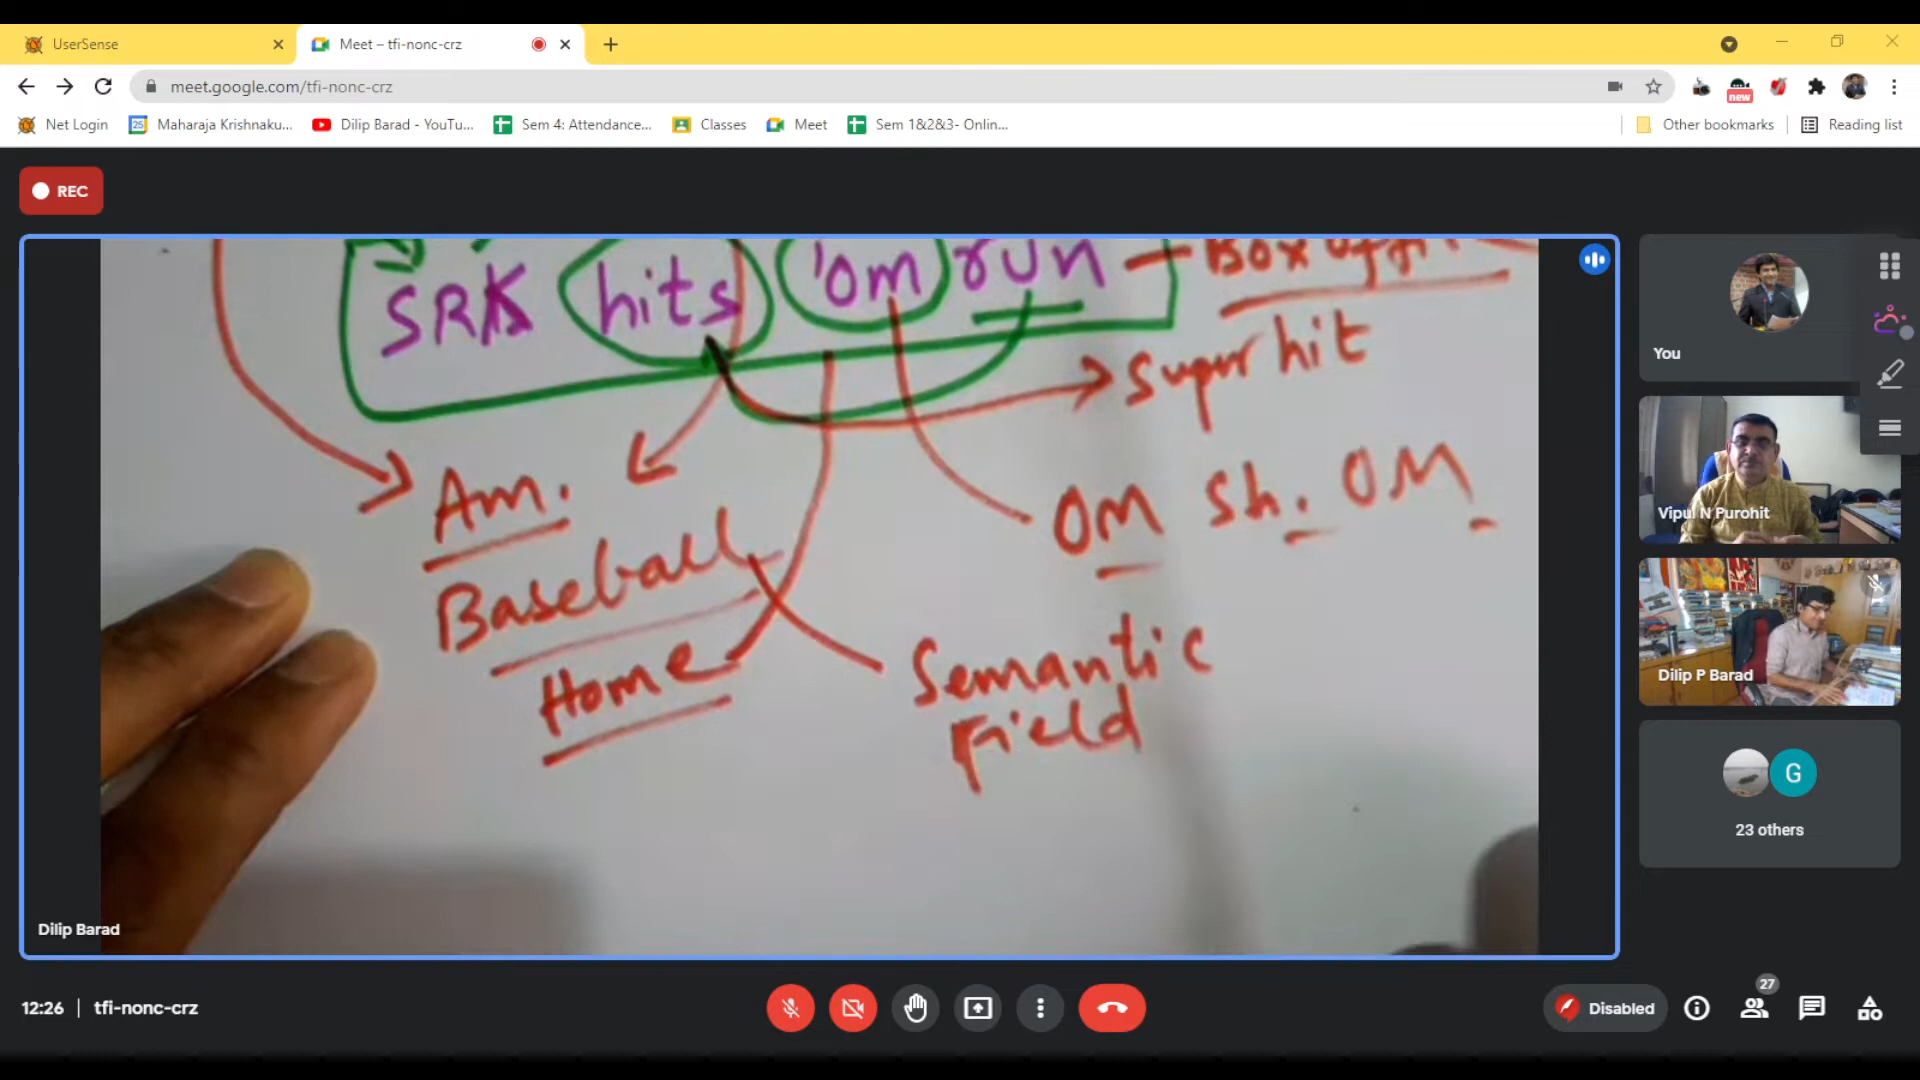 UserSense
Meet – tfi-nonc-crz
meet.google.com/tfi-nonc-crz
new
Net Login
25
Maharaja Krishnaku...
Dilip Barad - YouTu...
Sem 4: Attendance...
Classes
Meet
Sem 1&2&3- Onlin...
Other bookmarks
Reading list
REC
SRK hits 'om run – Box
Super hit
Am.
OM Sh. OM
Baseball
Home
Semantic
Field
Dilip Barad
You
Vipul N Purohit
Dilip P Barad
G
23 others
12:26 | tfi-nonc-crz
Disabled
27